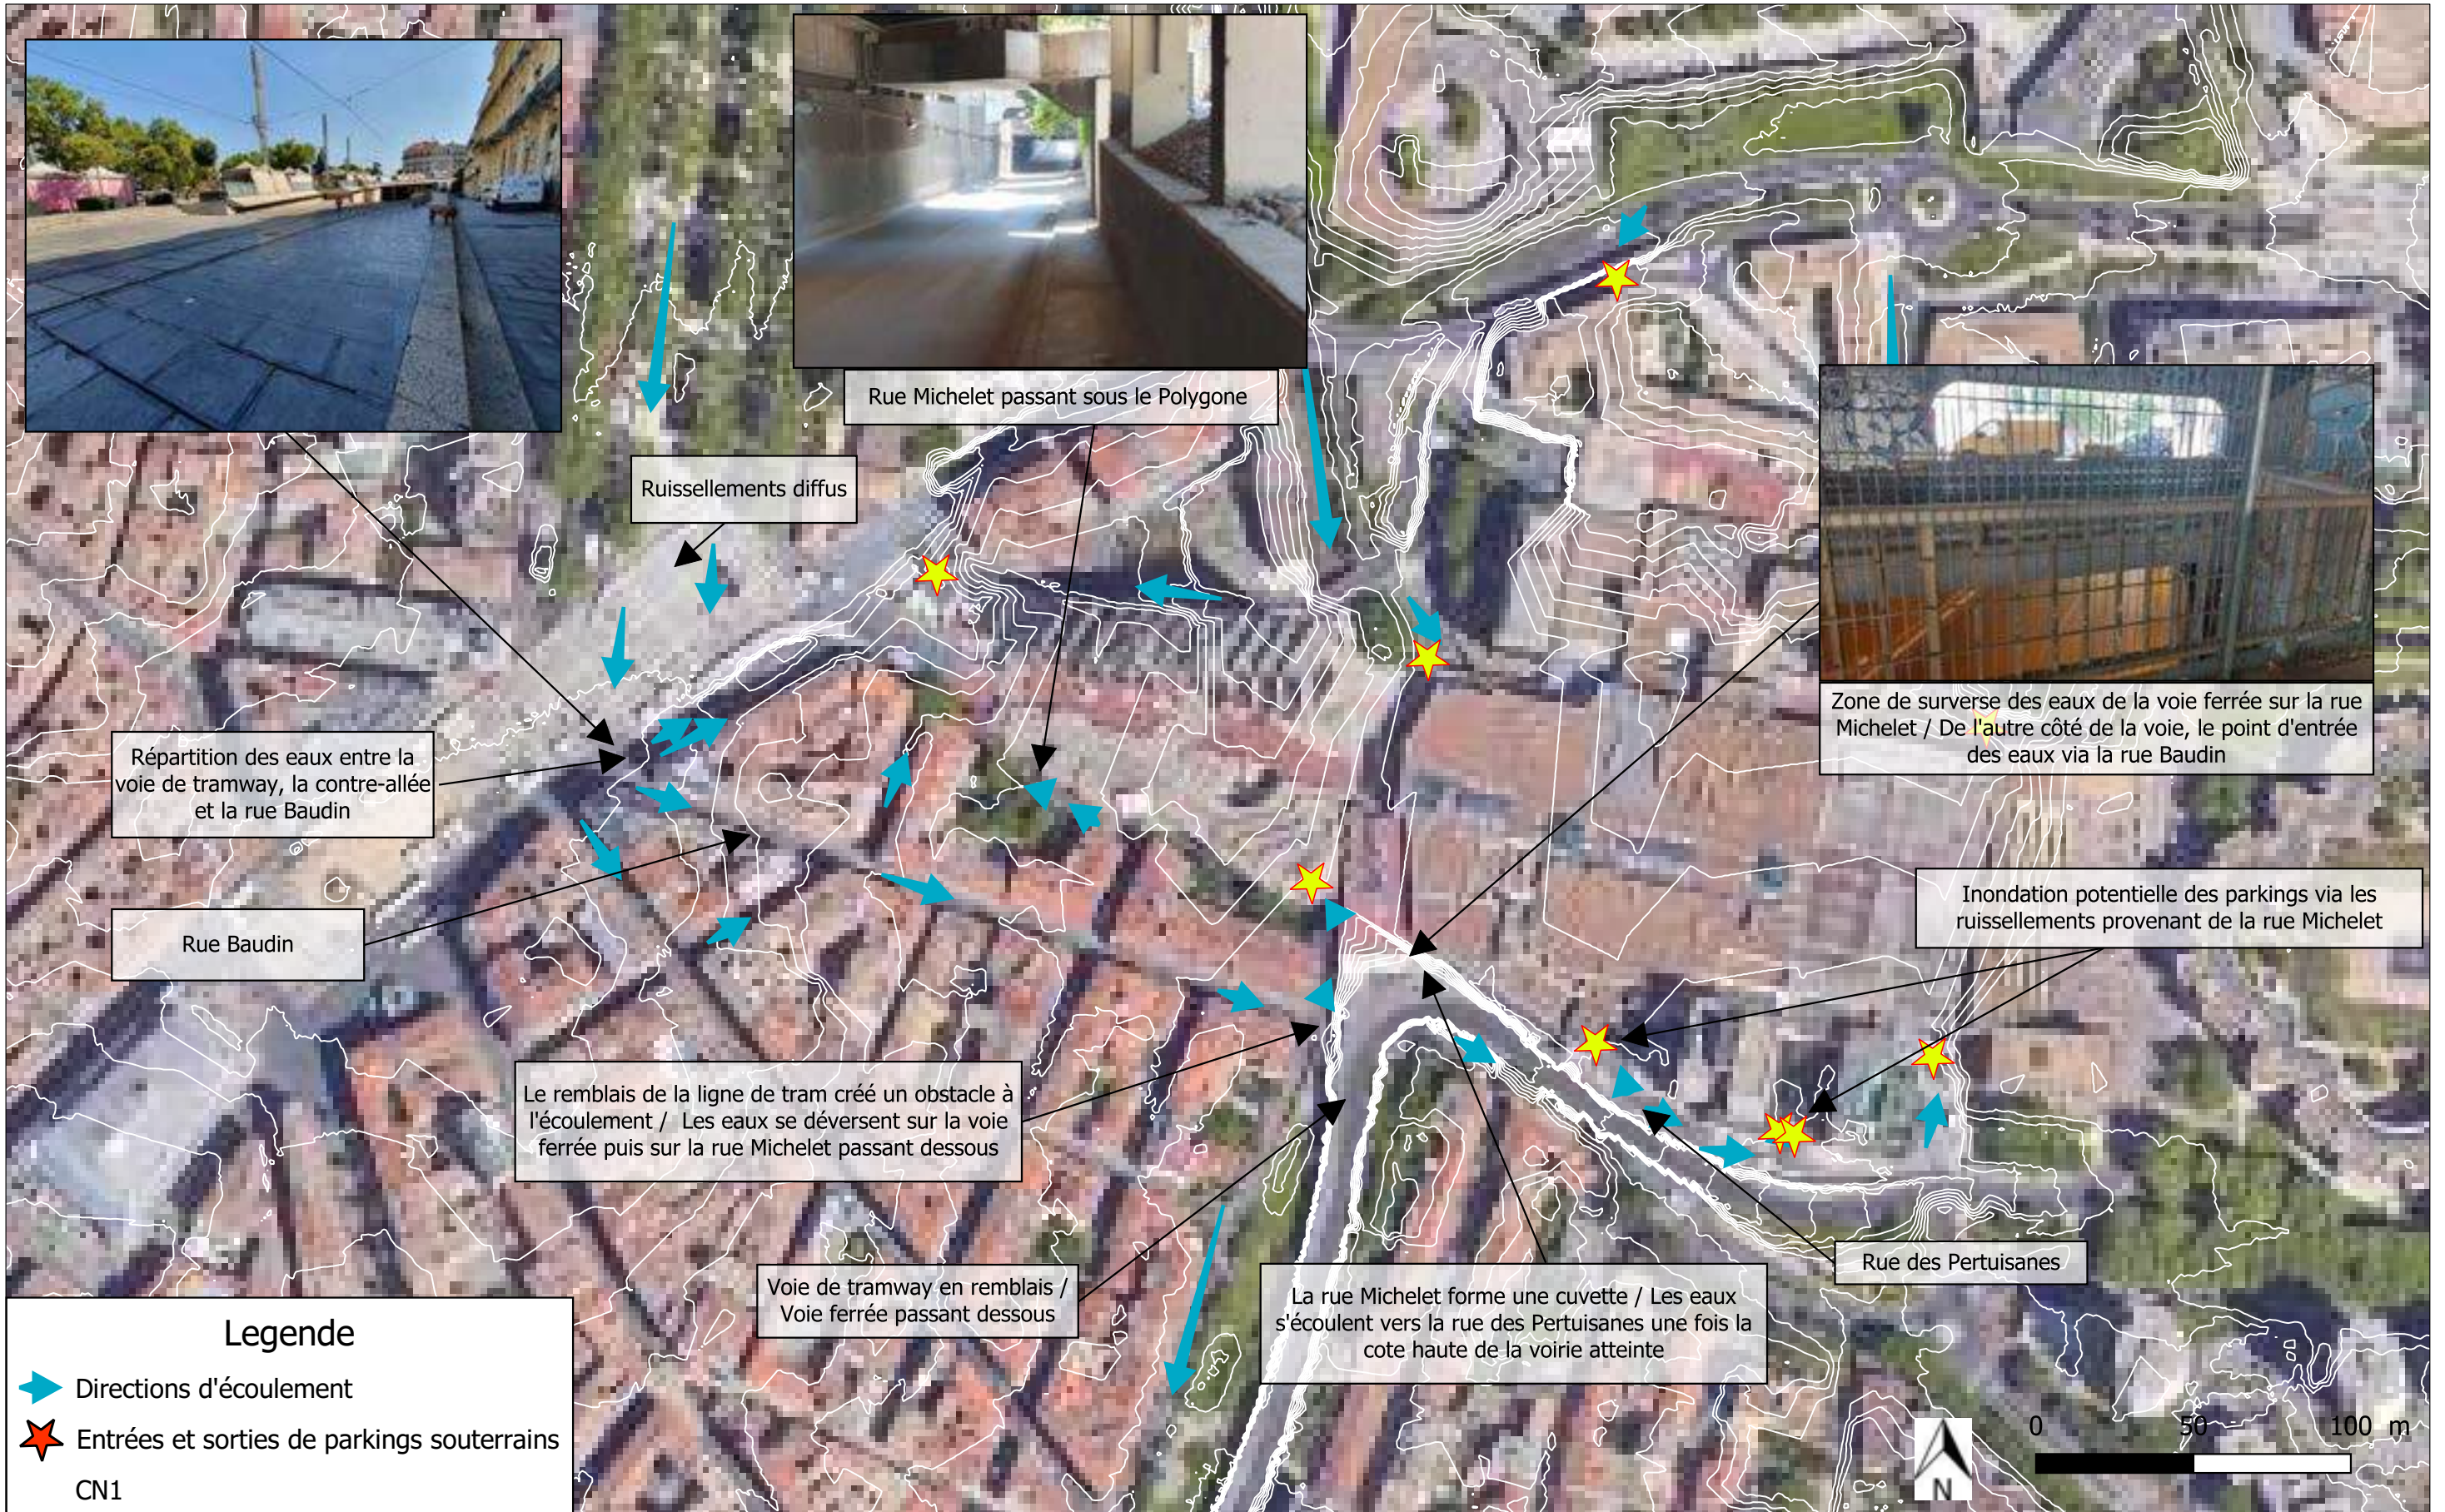 Rue Michelet passant sous le Polygone
Ruissellements diffus
Zone de surverse des eaux de la voie ferrée sur la rue
Michelet / De l'autre côté de la voie, le point d'entrée
des eaux via la rue Baudin
Répartition des eaux entre la
voie de tramway, la contre-allée
et la rue Baudin
Inondation potentielle des parkings via les
ruissellements provenant de la rue Michelet
Rue Baudin
Le remblais de la ligne de tram créé un obstacle à
l'écoulement / Les eaux se déversent sur la voie
ferrée puis sur la rue Michelet passant dessous
Rue des Pertuisanes
Voie de tramway en remblais /
Voie ferrée passant dessous
La rue Michelet forme une cuvette / Les eaux
s'écoulent vers la rue des Pertuisanes une fois la
cote haute de la voirie atteinte
Legende
Directions d'écoulement
Entrées et sorties de parkings souterrains
CN1
N
0 50 100 m